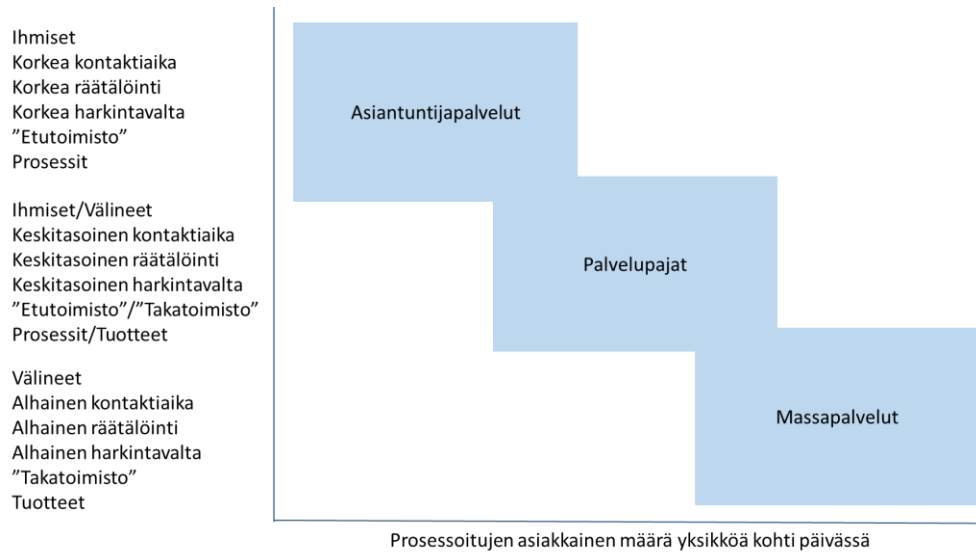 Ihmiset
Korkea kontaktiaika
Korkea räätälöinti
Korkea harkintavalta
”Etutoimisto”
Prosessit
Asiantuntijapalvelut
Ihmiset/Välineet
Keskitasoinen kontaktiaika
Keskitasoinen räätälöinti
Keskitasoinen harkintavalta
”Etutoimisto”/”Takatoimisto”
Prosessit/Tuotteet
Palvelupajat
Välineet
Alhainen kontaktiaika
Alhainen räätälöinti
Alhainen harkintavalta
”Takatoimisto”
Tuotteet
Massapalvelut
Prosessoitujen asiakkainen määrä yksikköä kohti päivässä